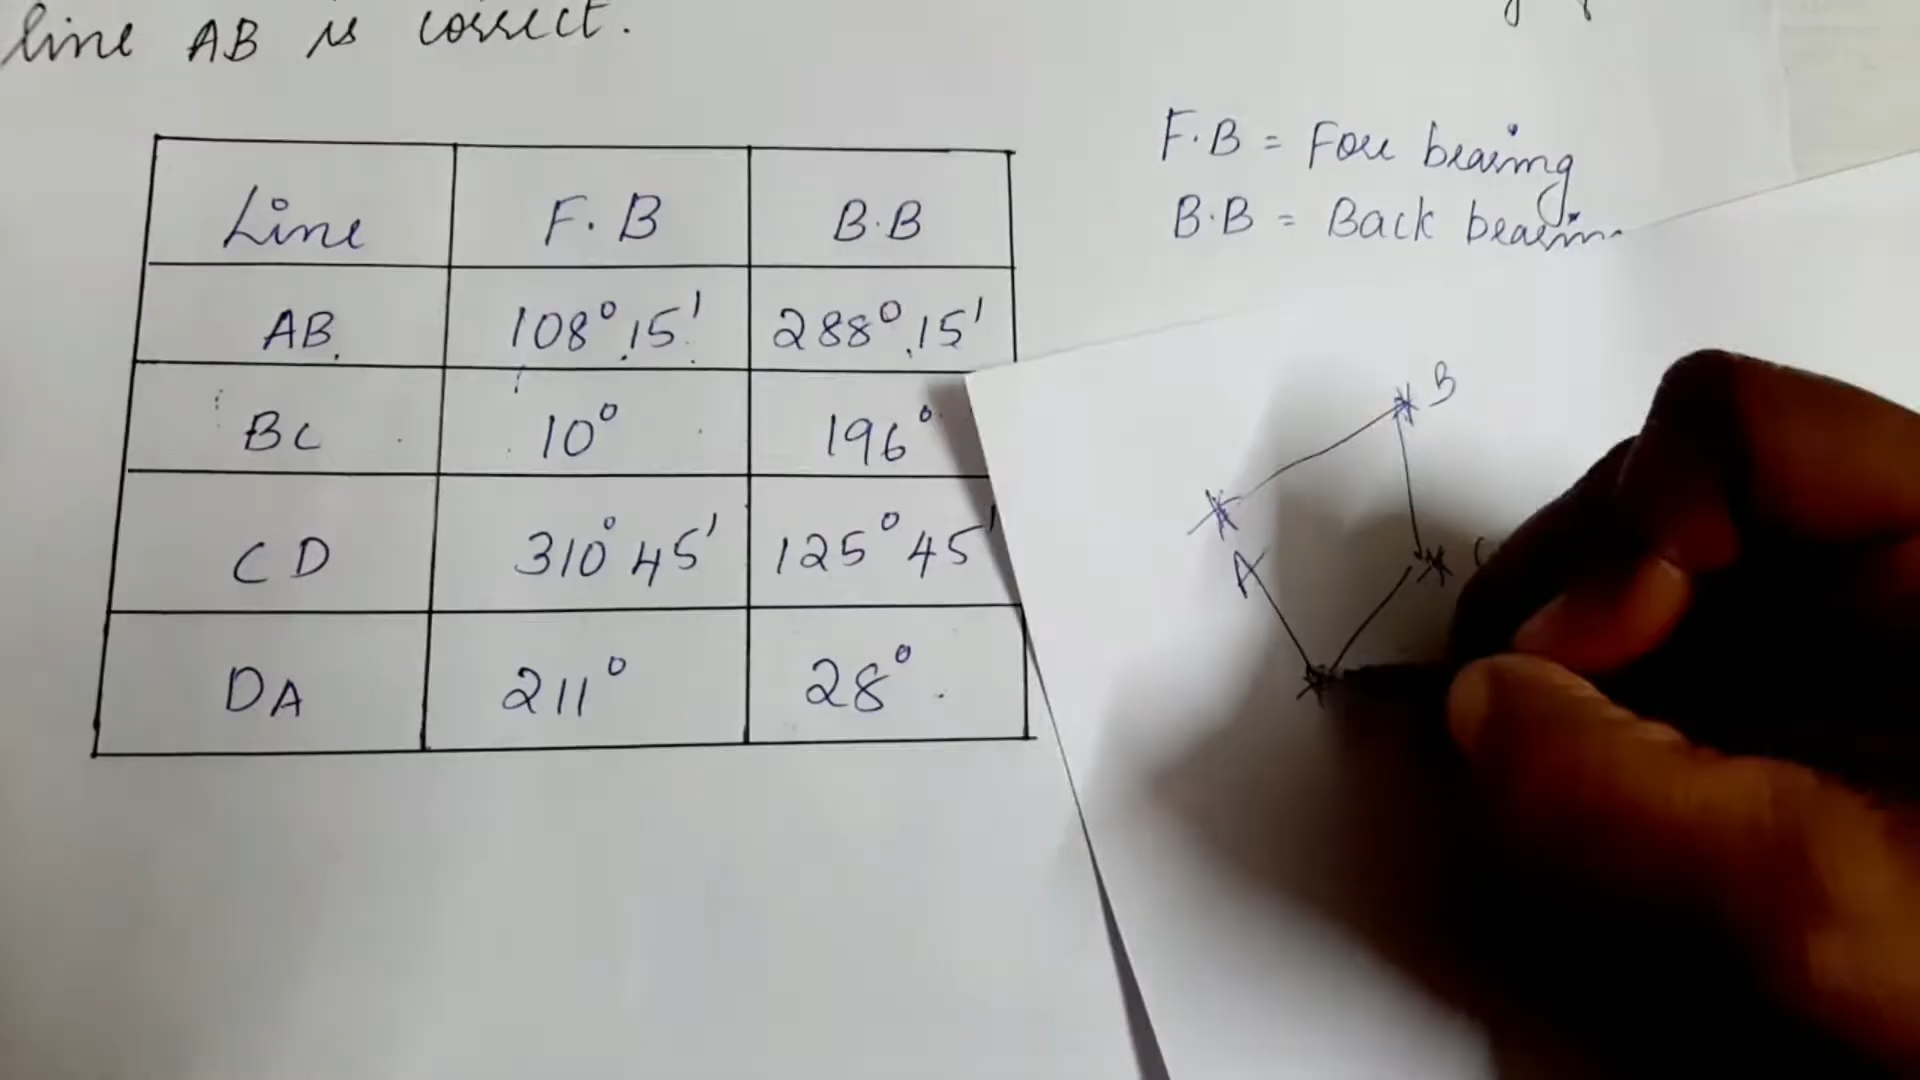 line AB is correct.
F.B = Fore bearing
B.B = Back
Line F.B B.B
AB 108° 15' 288° 15'
BC 10° 196°
CD 310° 45' 125° 45'
DA 211° 28°
B
A